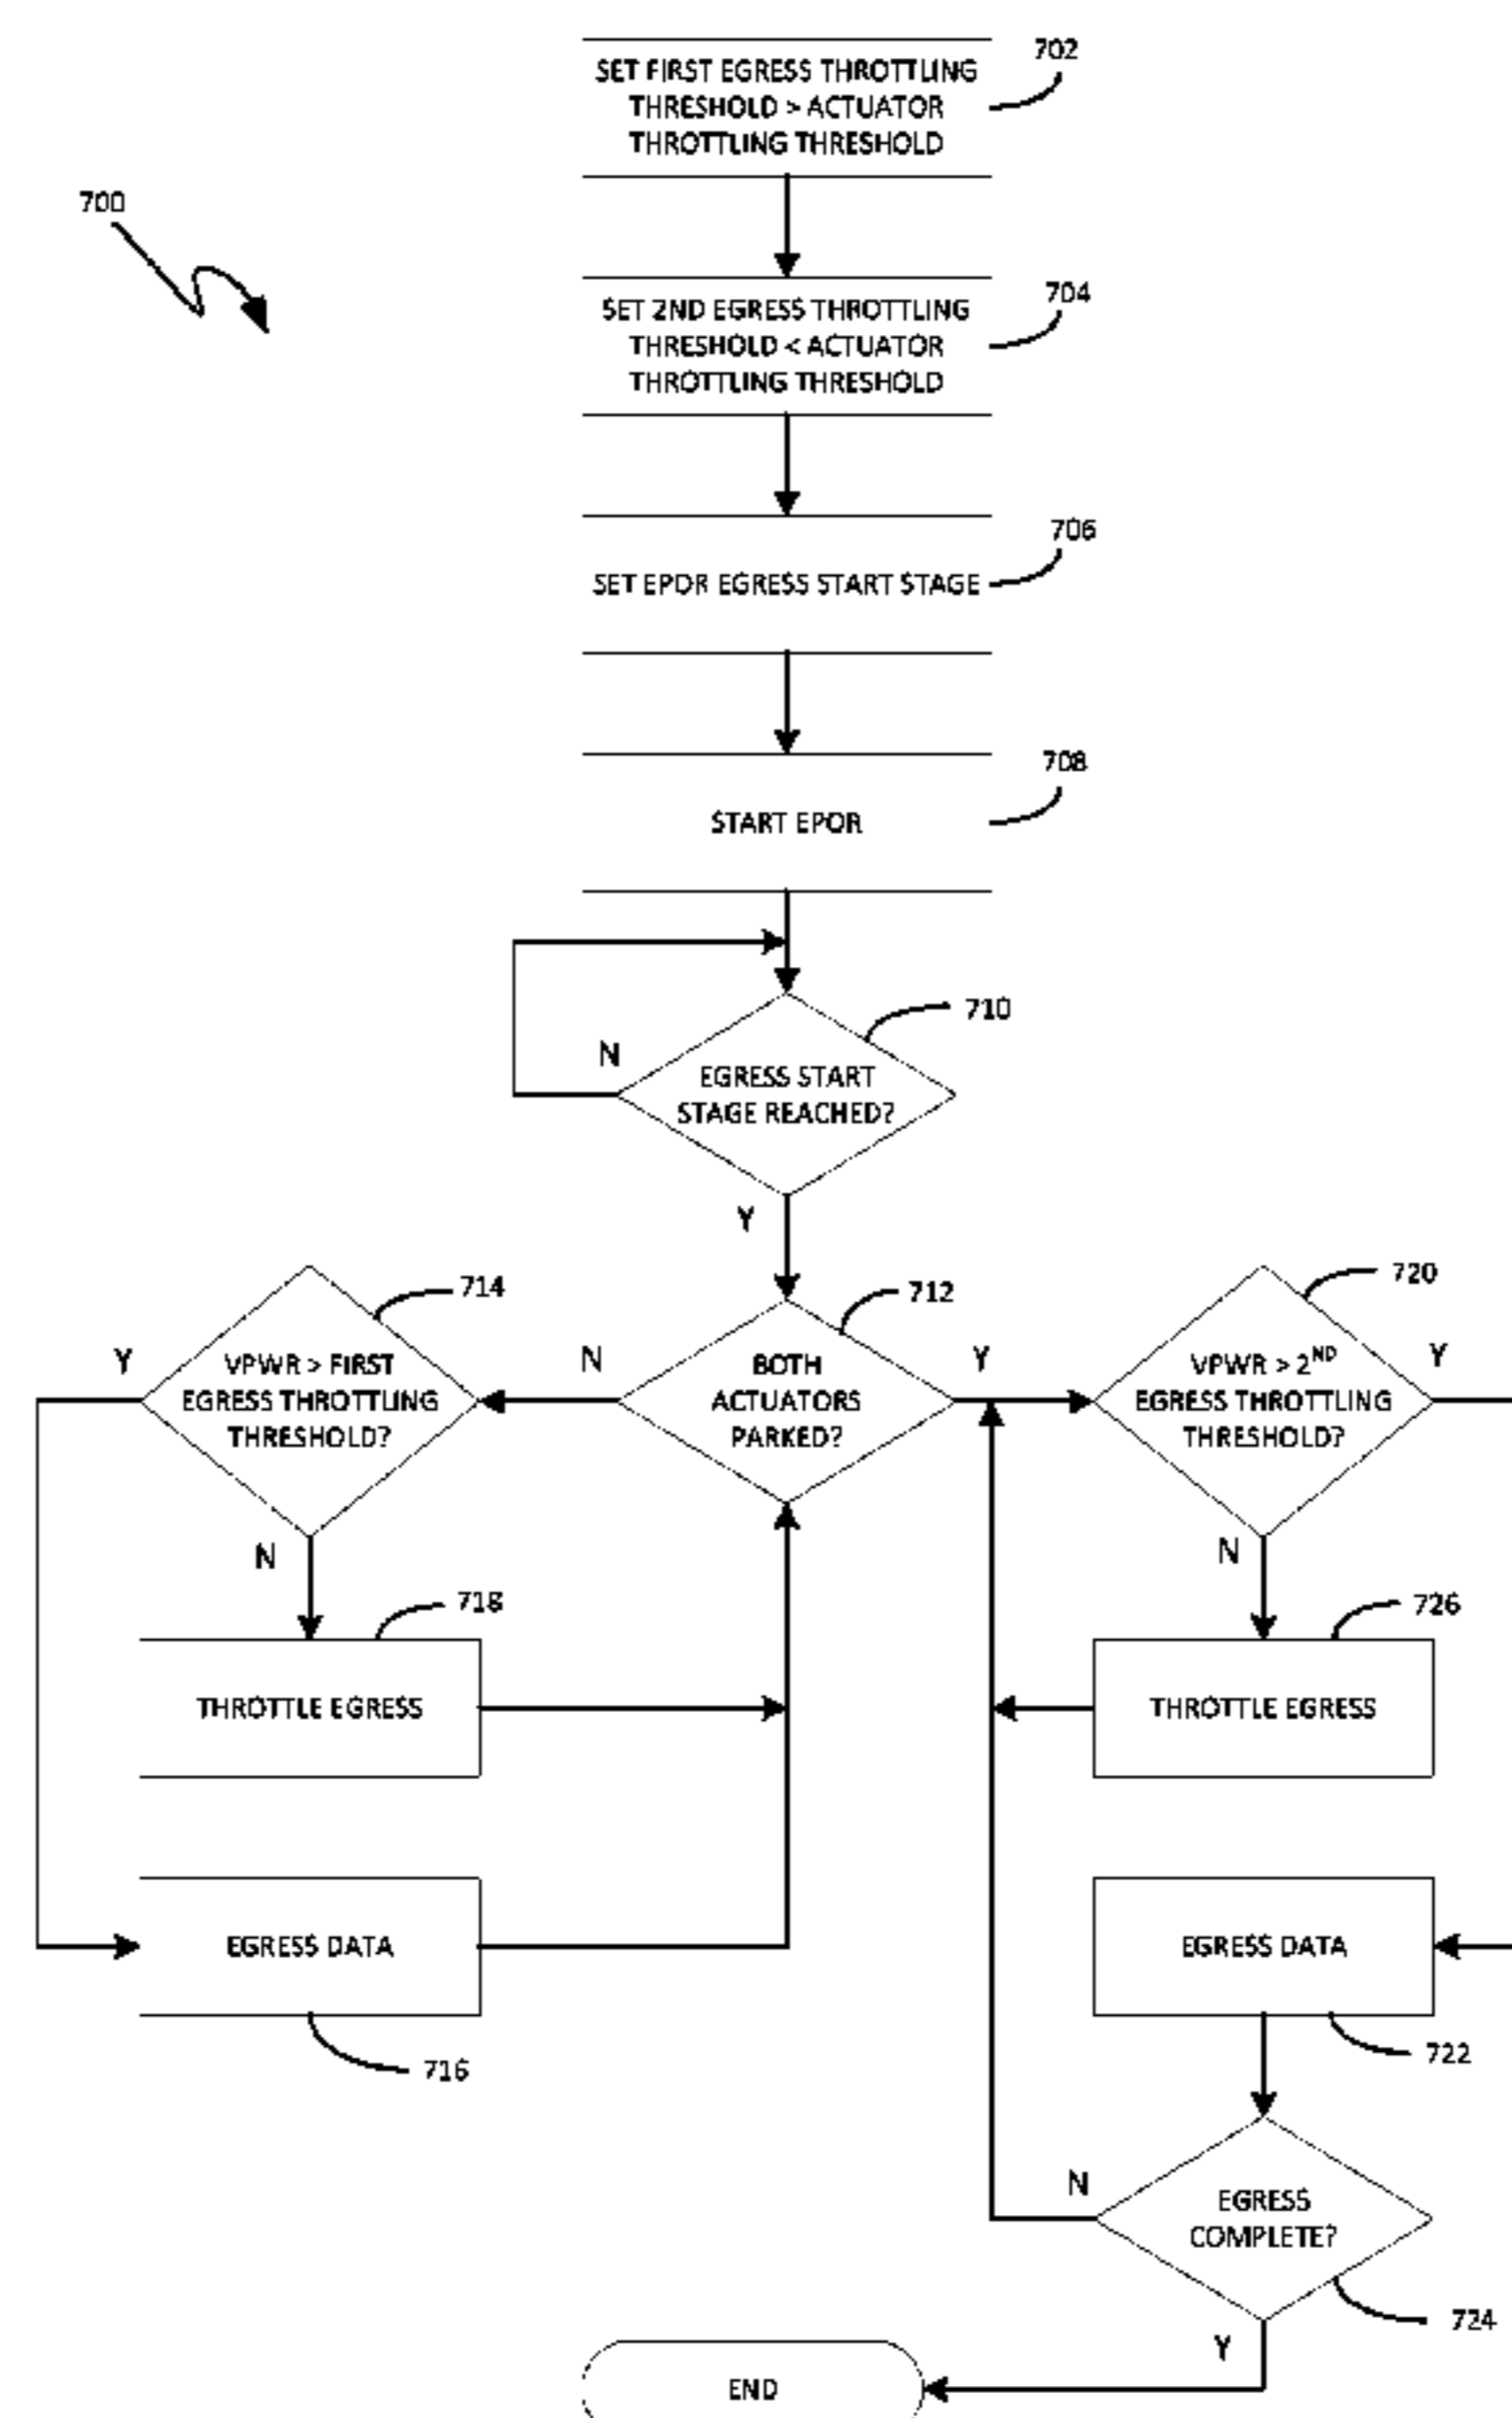 702
SET FIRST EGRESS THROTTLING
THRESHOLD > ACTUATOR
THROTTLING THRESHOLD
700
704
SET 2ND EGRESS THROTTLING
THRESHOLD < ACTUATOR
THROTTLING THRESHOLD
706
SET EPOR EGRESS START STAGE
708
START EPOR
710
N
EGRESS START
STAGE REACHED?
Y
714
712
720
Y
VPWR > FIRST
EGRESS THROTTLING
THRESHOLD?
N
BOTH
ACTUATORS
PARKED?
Y
VPWR > 2ND
EGRESS THROTTLING
THRESHOLD?
Y
N
N
718
726
THROTTLE EGRESS
THROTTLE EGRESS
EGRESS DATA
EGRESS DATA
716
722
N
EGRESS
COMPLETE?
724
Y
END